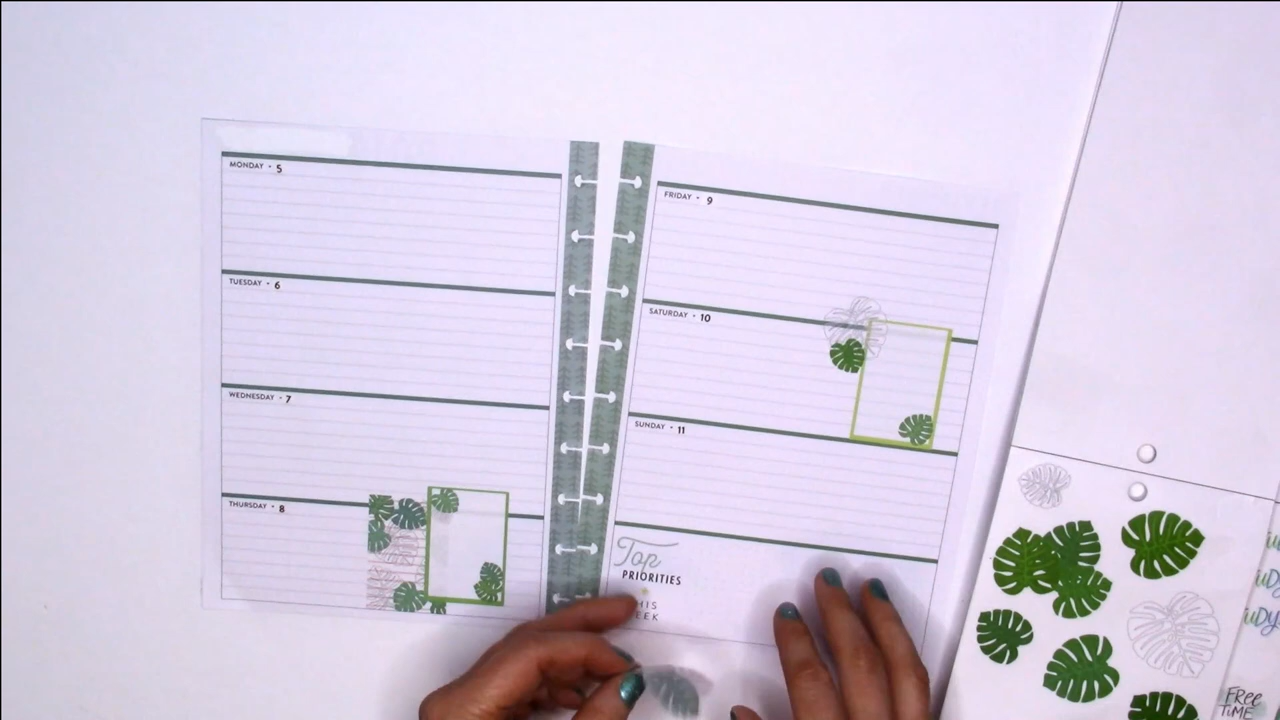 MONDAY • 5
TUESDAY • 6
WEDNESDAY • 7
THURSDAY • 8
FRIDAY • 9
SATURDAY • 10
SUNDAY • 11
Top
PRIORITIES
FREE
TIME